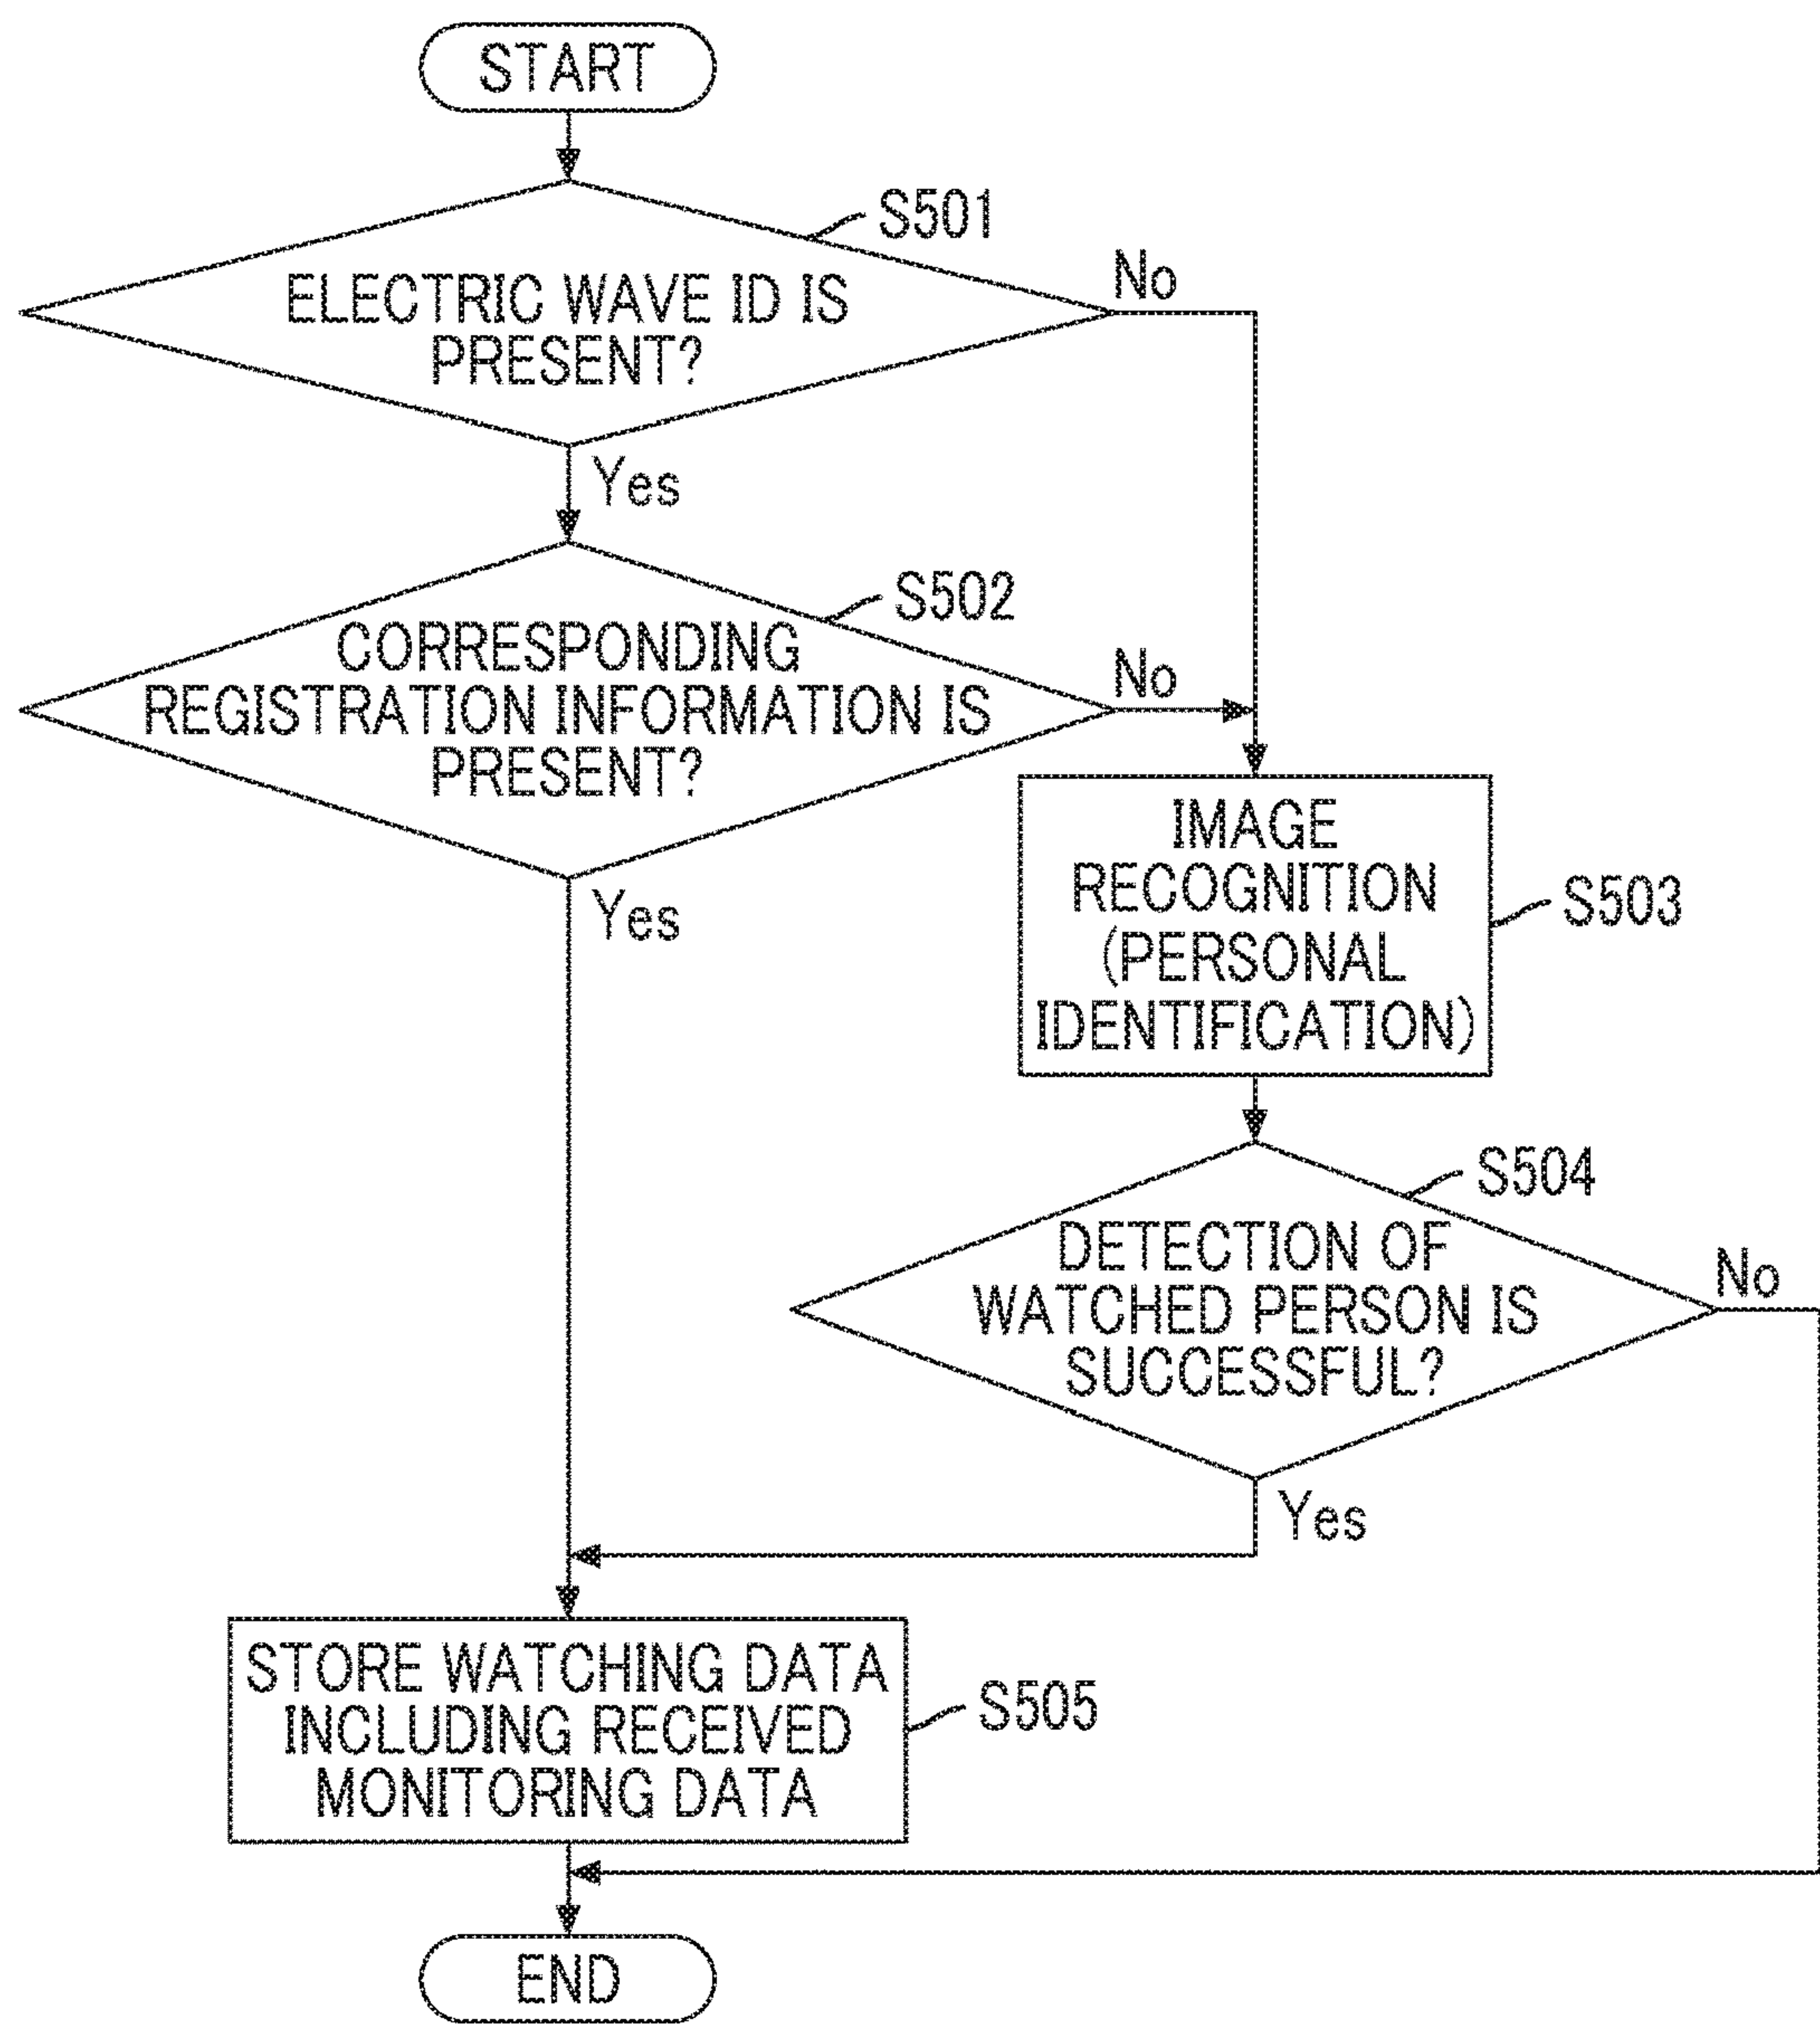 START
S501
ELECTRIC WAVE ID IS
PRESENT?
No
Yes
S502
CORRESPONDING
REGISTRATION INFORMATION IS
PRESENT?
No
Yes
IMAGE
RECOGNITION
(PERSONAL
IDENTIFICATION)
S503
S504
DETECTION OF
WATCHED PERSON IS
SUCCESSFUL?
No
Yes
STORE WATCHING DATA
INCLUDING RECEIVED
MONITORING DATA
S505
END